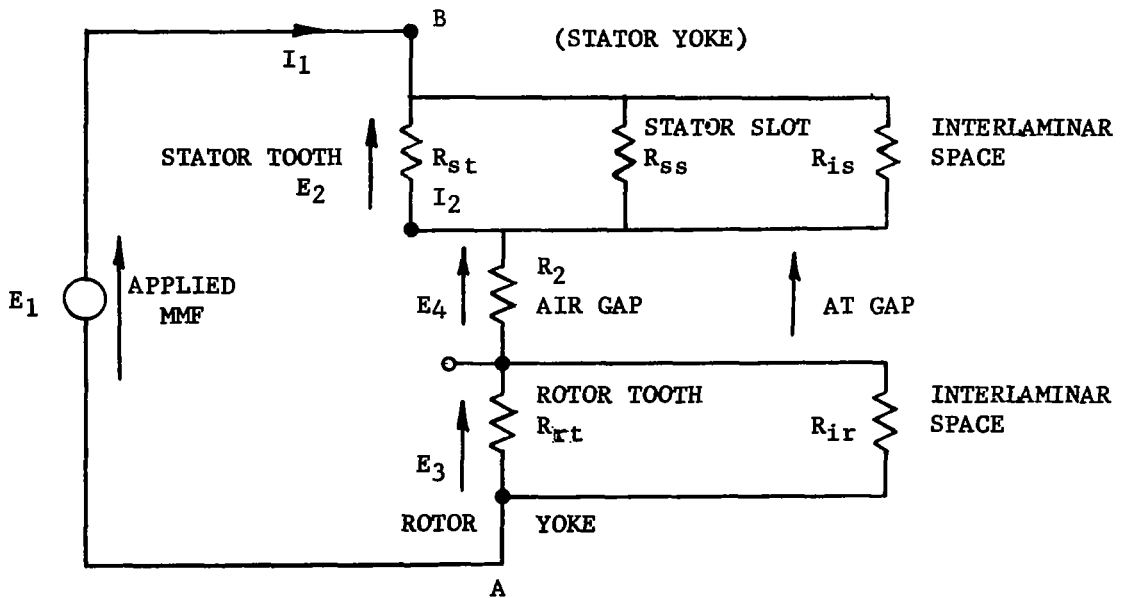 B
(STATOR YOKE)
I1
STATOR SLOT
INTERLAMINAR
SPACE
STATOR TOOTH
E2
Rst
Rss
Ris
I2
E1
APPLIED
MMF
R2
E4
AIR GAP
AT GAP
ROTOR TOOTH
INTERLAMINAR
SPACE
Rrt
Rir
E3
ROTOR YOKE
A